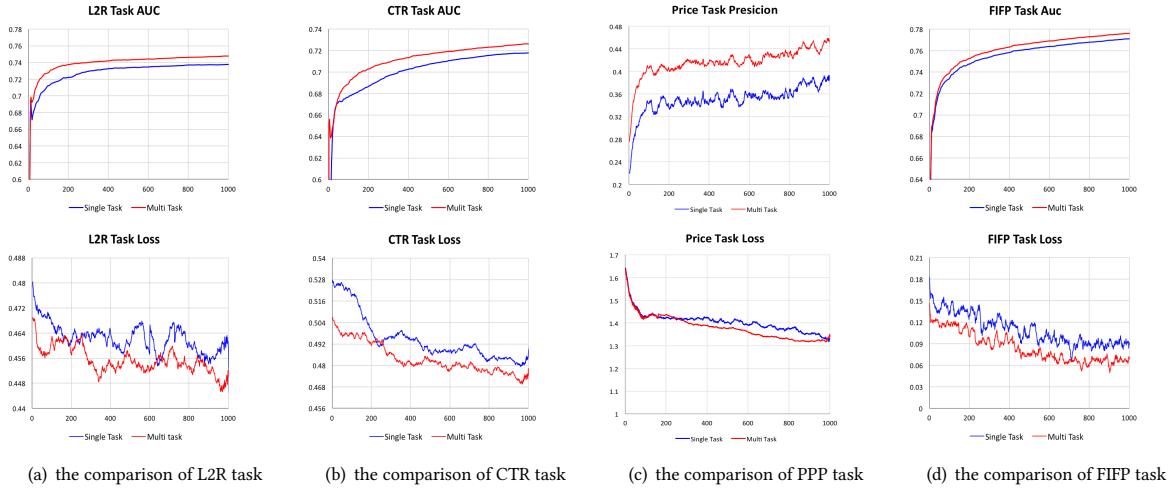 L2R Task AUC
0.78
0.76
0.74
0.72
0.7
0.68
0.66
0.64
0.62
0.6
0 200 400 600 800 1000
Single Task Multi Task
CTR Task AUC
0.74
0.72
0.7
0.68
0.66
0.64
0.62
0.6
0 200 400 600 800 1000
Single Task Mulit Task
Price Task Presicion
0.48
0.44
0.4
0.36
0.32
0.28
0.24
0.2
0 200 400 600 800 1000
Single Task Multi Task
FIFP Task Auc
0.78
0.76
0.74
0.72
0.7
0.68
0.66
0.64
0 200 400 600 800 1000
Single Task Multi Task
L2R Task Loss
0.488
0.48
0.472
0.464
0.456
0.448
0.44
0 200 400 600 800 1000
Single Task Multi task
CTR Task Loss
0.54
0.528
0.516
0.504
0.492
0.48
0.468
0.456
0 200 400 600 800 1000
Single Task Multi task
Price Task Loss
1.7
1.6
1.5
1.4
1.3
1.2
1.1
1
0 200 400 600 800 1000
Single Task Multi task
FIFP Task Loss
0.21
0.18
0.15
0.12
0.09
0.06
0.03
0
0 200 400 600 800 1000
Single Task Multi task
(a) the comparison of L2R task
(b) the comparison of CTR task
(c) the comparison of PPP task
(d) the comparison of FIFP task